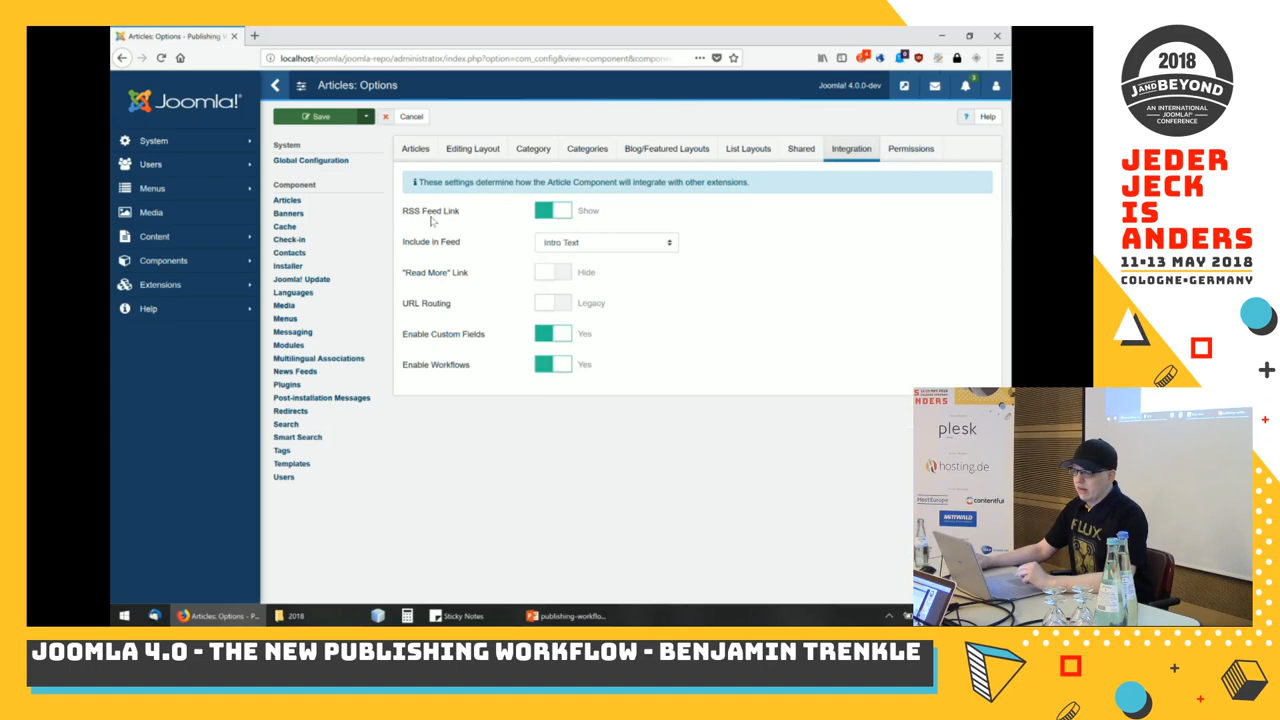 Articles: Options - Publishing W
localhost/joomla/joomla-repo/administrator/index.php?option=com_config&view=component&compone
Joomla!
Articles: Options
Joomla! 4.0.0-dev
3
Save
Cancel
Help
System
Users
Menus
Media
Content
Components
Extensions
Help
System
Global Configuration
Component
Articles
Banners
Cache
Check-in
Contacts
Installer
Joomla! Update
Languages
Media
Menus
Messaging
Modules
Multilingual Associations
News Feeds
Plugins
Post-installation Messages
Redirects
Search
Smart Search
Tags
Templates
Users
Articles Editing Layout Category Categories Blog/Featured Layouts List Layouts Shared Integration Permissions
These settings determine how the Article Component will integrate with other extensions.
RSS Feed Link Show
Include in Feed Intro Text
"Read More" Link Hide
URL Routing Legacy
Enable Custom Fields Yes
Enable Workflows Yes
Articles: Options - P...
2018
Sticky Notes
publishing-workflo...
2018
J AND BEYOND
AN INTERNATIONAL
JOOMLA!
CONFERENCE
JEDER
JECK
IS
ANDERS
11-13 MAY 2018
COLOGNE•GERMANY
NDERS
plesk
hosting.de
contentful
MITTWALD
FLUX
JOOMLA 4.0 - THE NEW PUBLISHING WORKFLOW - BENJAMIN TRENKLE